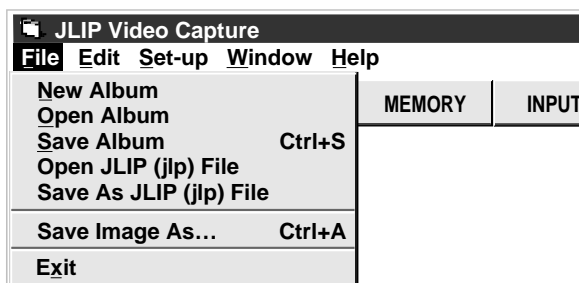 JLIP Video Capture
File Edit Set-up Window Help
New Album
Open Album
Save Album Ctrl+S
Open JLIP (jlp) File
Save As JLIP (jlp) File
Save Image As… Ctrl+A
Exit
MEMORY INPUT